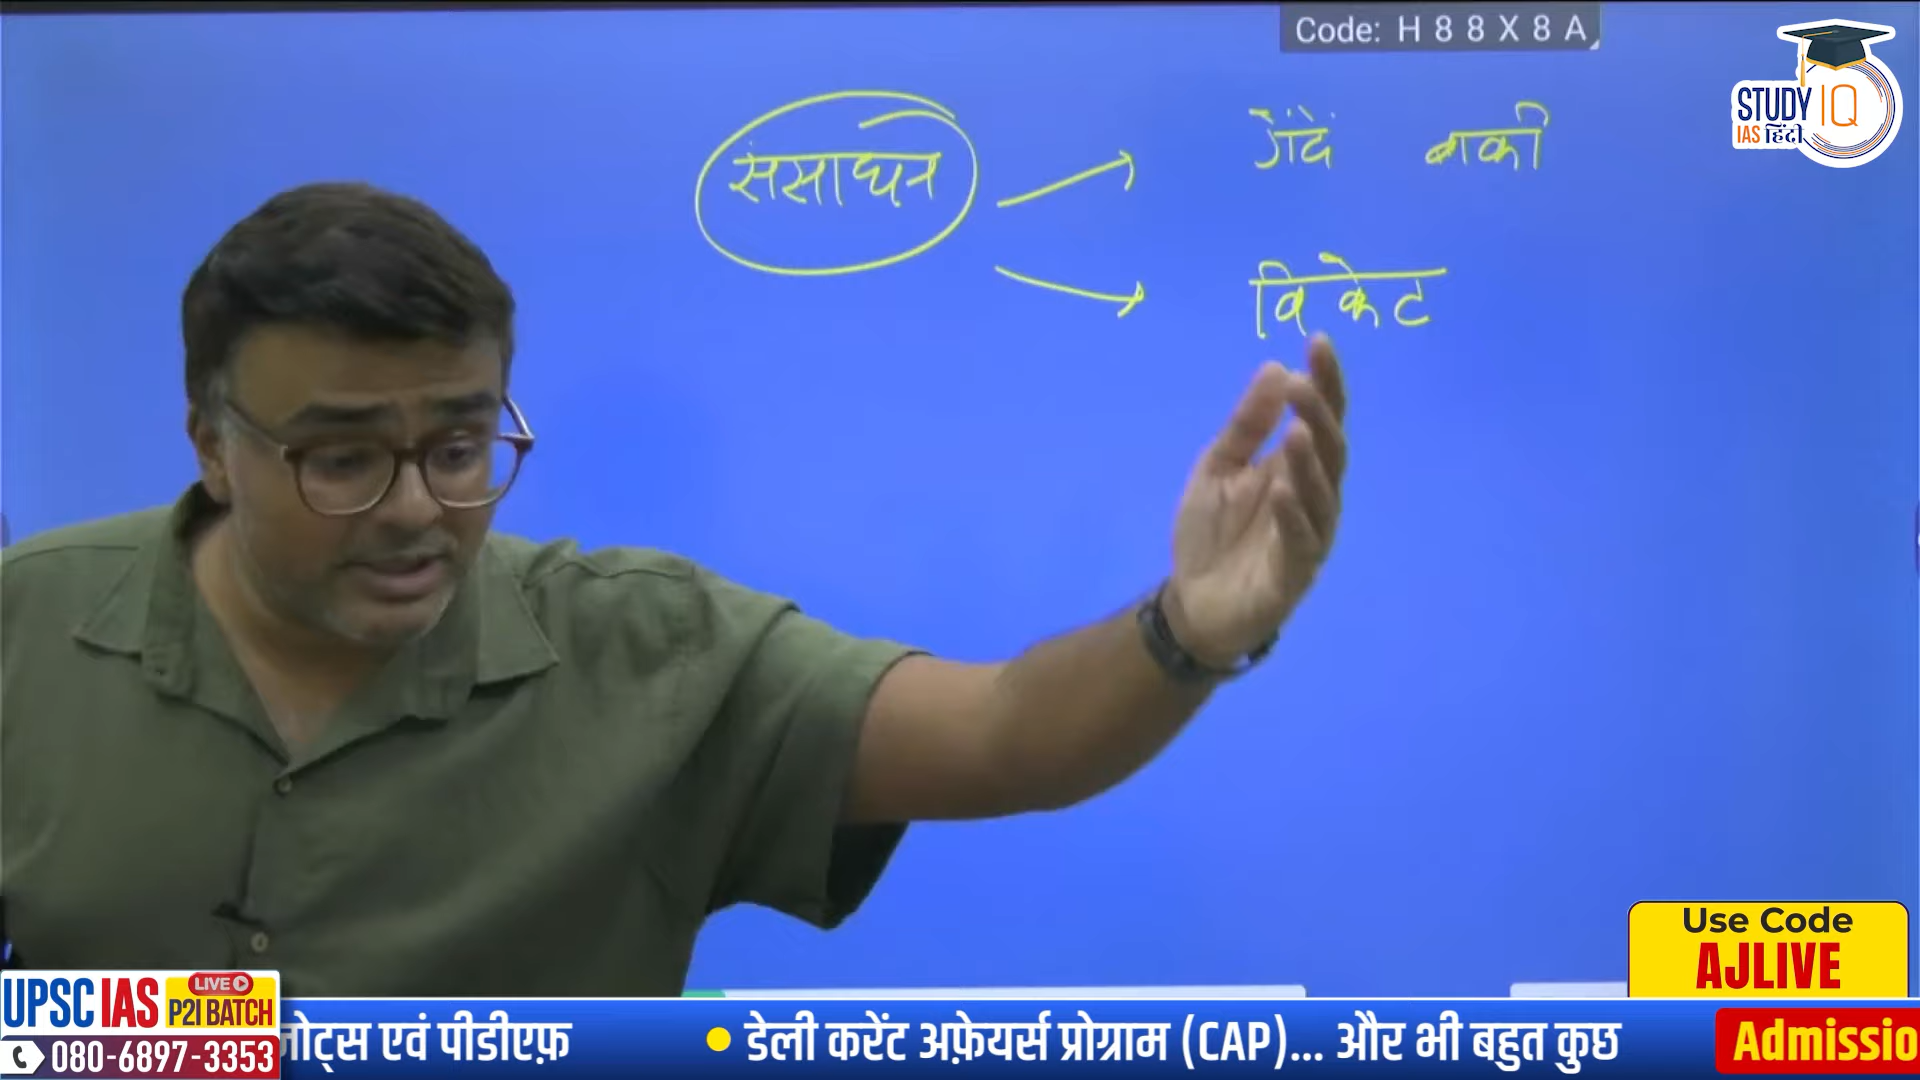 Code: H 8 8 X 8 A
STUDY IQ
IAS हिंदी
संसाधन
गेंदें बाकी
विकेट
Use Code
AJLIVE
LIVE
UPSC IAS P2I BATCH
080-6897-3353
नोट्स एवं पीडीएफ़ • डेली करेंट अफ़ेयर्स प्रोग्राम (CAP)... और भी बहुत कुछ
Admissio